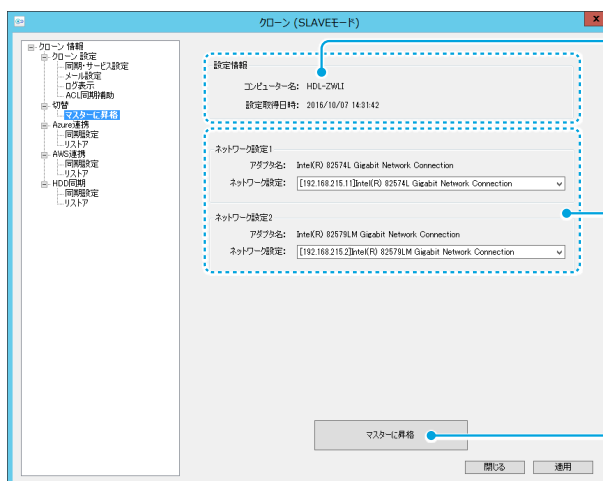 クローン (SLAVEモード)
クローン 情報
クローン 設定
同期・サービス設定
メール設定
ログ表示
ACL同期補助
切替
マスターに昇格
Azure連携
同期設定
リストア
AWS連携
同期設定
リストア
HDD同期
同期設定
リストア
設定情報
コンピューター名: HDL-ZWLI
設定取得日時: 2016/10/07 14:31:42
ネットワーク設定1
アダプタ名: Intel(R) 82574L Gigabit Network Connection
ネットワーク設定: [192.168.215.11]Intel(R) 82574L Gigabit Network Connection
ネットワーク設定2
アダプタ名: Intel(R) 82579LM Gigabit Network Connection
ネットワーク設定: [192.168.215.2]Intel(R) 82579LM Gigabit Network Connection
マスターに昇格
閉じる 適用